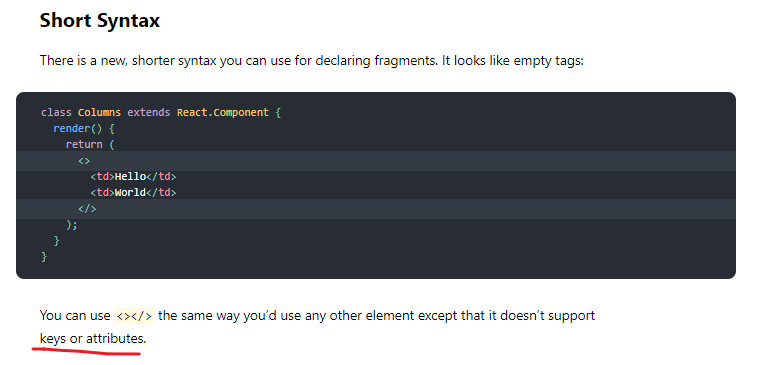 Short Syntax
There is a new, shorter syntax you can use for declaring fragments. It looks like empty tags:
class Columns extends React.Component {
  render() {
    return (
      <>
        <td>Hello</td>
        <td>World</td>
      </>
    );
  }
}
You can use <></> the same way you’d use any other element except that it doesn’t support
keys or attributes.